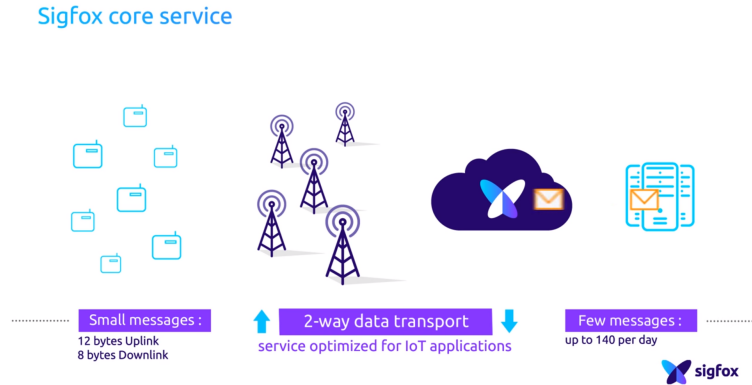 Sigfox core service
Small messages :
12 bytes Uplink
8 bytes Downlink
2-way data transport
service optimized for IoT applications
Few messages :
up to 140 per day
sigfox